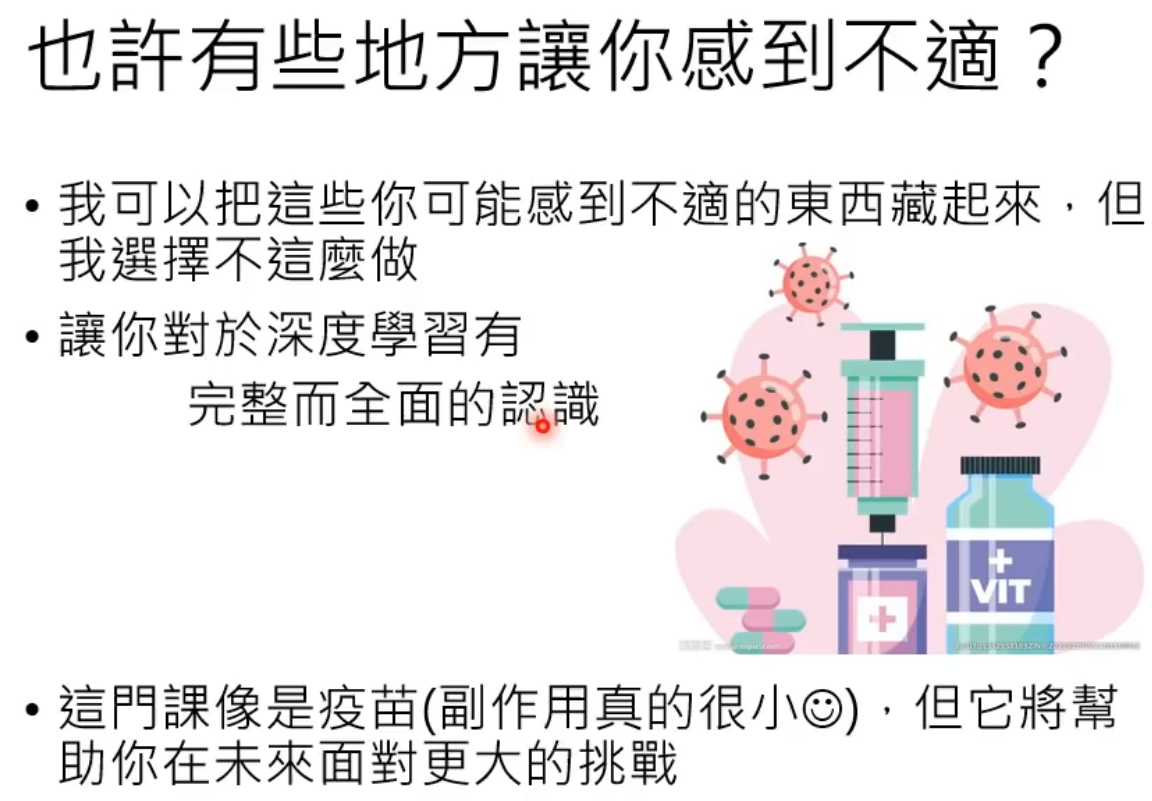 也許有些地方讓你感到不適？
• 我可以把這些你可能感到不適的東西藏起來，但
我選擇不這麼做
• 讓你對於深度學習有
完整而全面的認識
+
VIT
• 這門課像是疫苗(副作用真的很小☺)，但它將幫
助你在未來面對更大的挑戰